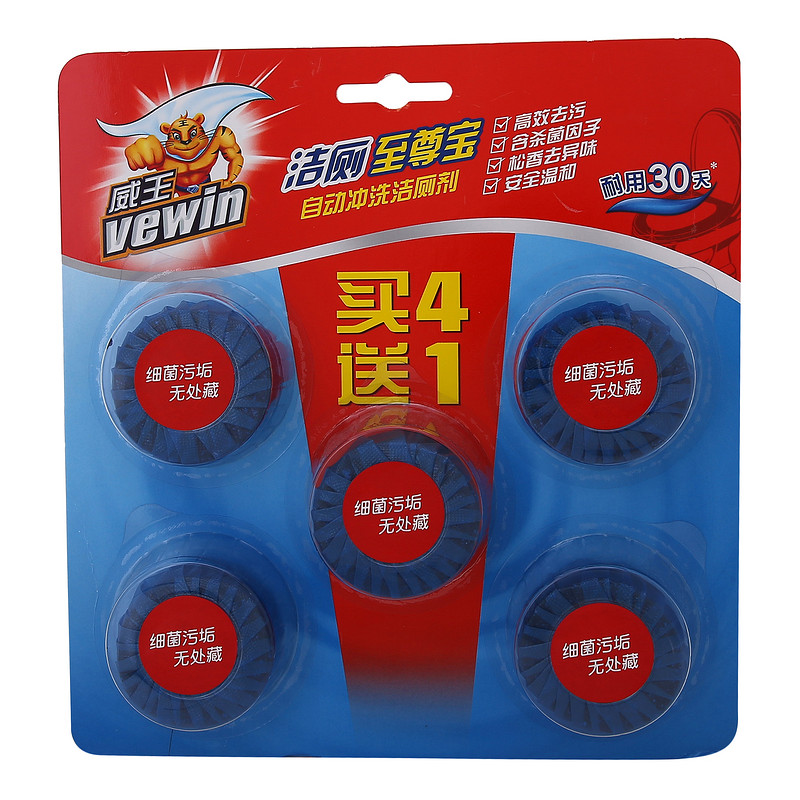 威王
vewin
王
洁厕至尊宝
自动冲洗洁厕剂
高效去污
含杀菌因子
松香去异味
安全温和
耐用30天*
买4
送1
细菌污垢
无处藏
细菌污垢
无处藏
细菌污垢
无处藏
细菌污垢
无处藏
细菌污垢
无处藏